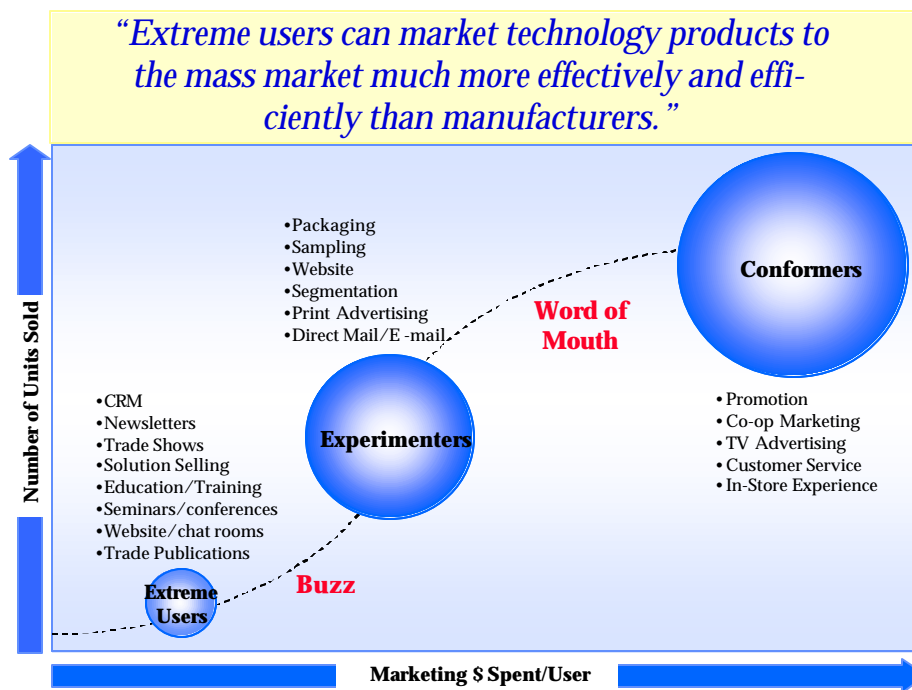 “Extreme users can market technology products to
the mass market much more effectively and effi-
ciently than manufacturers.”
•Packaging
•Sampling
•Website
•Segmentation
•Print Advertising
•Direct Mail/E -mail
Conformers
Word of
Mouth
•CRM
•Newsletters
•Trade Shows
•Solution Selling
•Education/Training
•Seminars/conferences
•Website/chat rooms
•Trade Publications
Experimenters
• Promotion
• Co-op Marketing
• TV Advertising
• Customer Service
• In-Store Experience
Number of Units Sold
Buzz
Extreme
Users
Marketing $ Spent/User